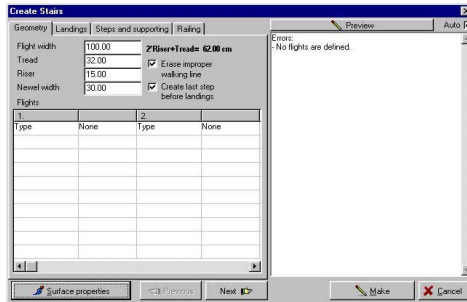 Create Stairs
Geometry Landings Steps and supporting Railing
Flight width 100.00 2*Riser+Tread= 62.00 cm
Tread 32.00 Erase improper walking line
Riser 15.00
Newel width 30.00 Create last step before landings
Flights
1. 2
Type None Type None
Surface properties Previous Next
Preview Auto
Errors:
- No flights are defined.
Make Cancel